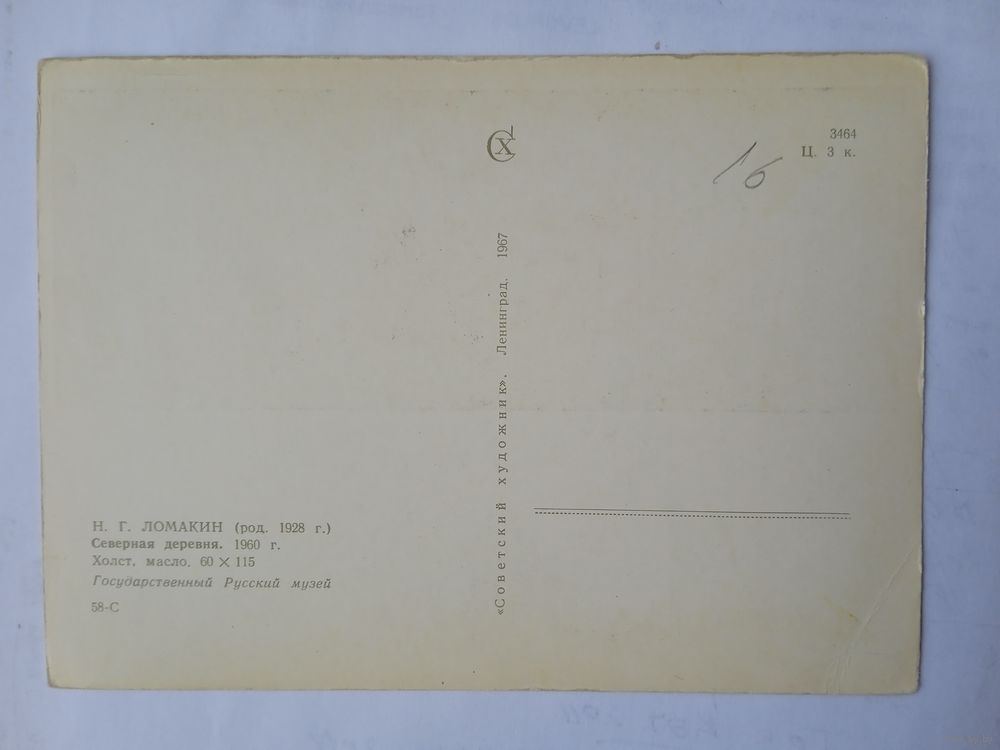 СХ
3464
Ц. 3 к.
16
«Советский художник». Ленинград. 1967
Н. Г. ЛОМАКИН (род. 1928 г.)
Северная деревня. 1960 г.
Холст, масло. 60 × 115
Государственный Русский музей
58-С